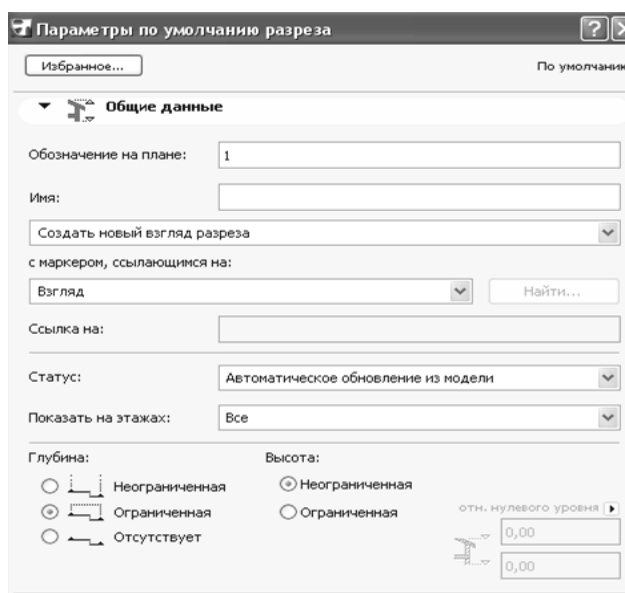 Параметры по умолчанию разреза
Избранное...
По умолчанию
Общие данные
Обозначение на плане: 1
Имя:
Создать новый взгляд разреза
с маркером, ссылающимся на:
Взгляд Найти...
Ссылка на:
Статус: Автоматическое обновление из модели
Показать на этажах: Все
Глубина: Высота:
Неограниченная Неограниченная
Ограниченная Ограниченная отн. нулевого уровня
Отсутствует 0,00
0,00